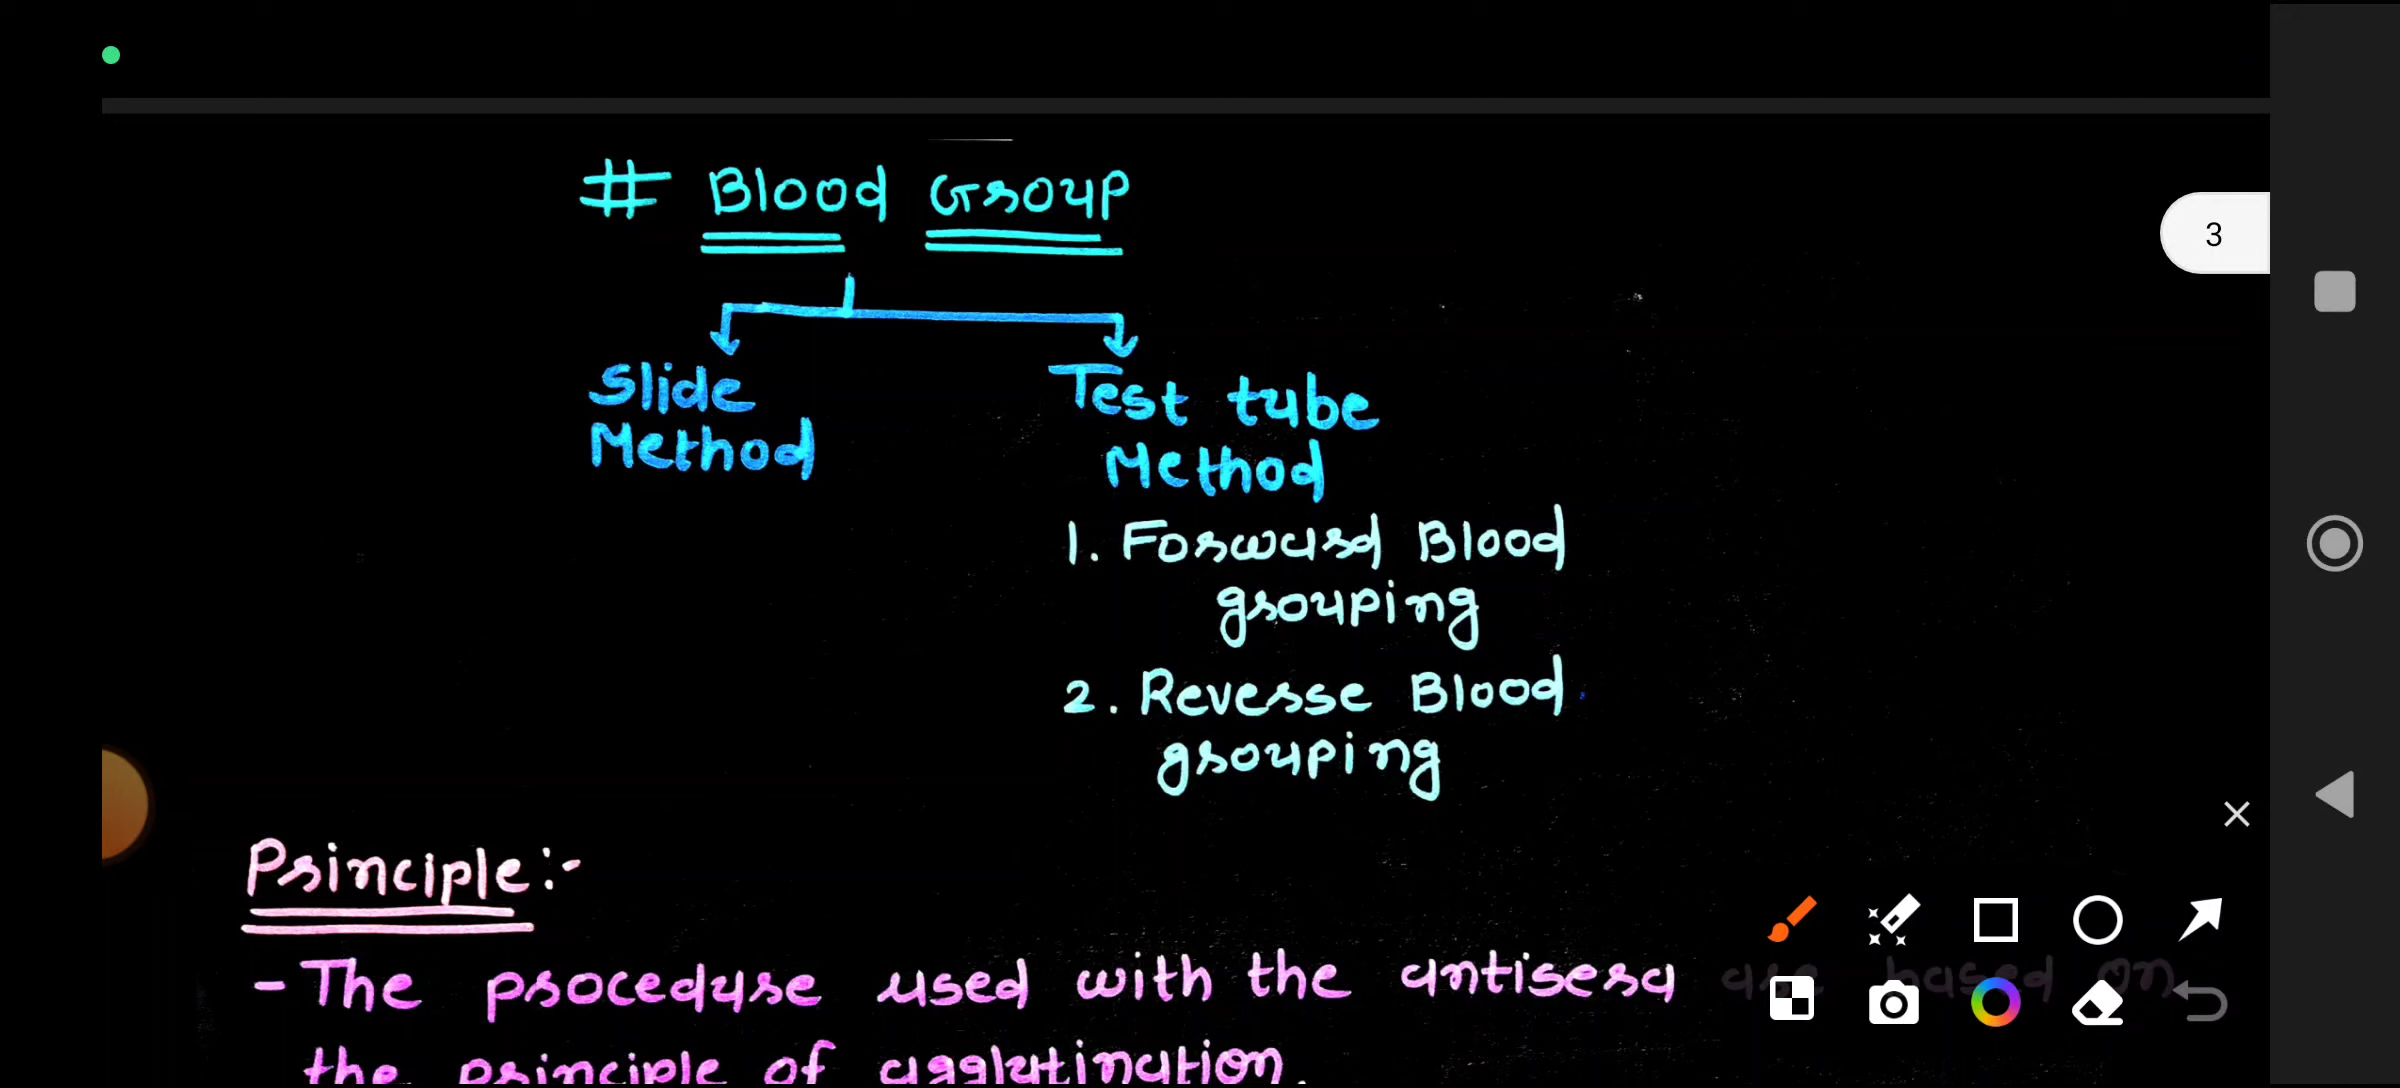 # Blood Group
Slide Method
Test tube Method
1. Forward Blood grouping
2. Reverse Blood grouping
3
Principle:-
- The procedure used with the antisera are based on
the principle of agglutination.